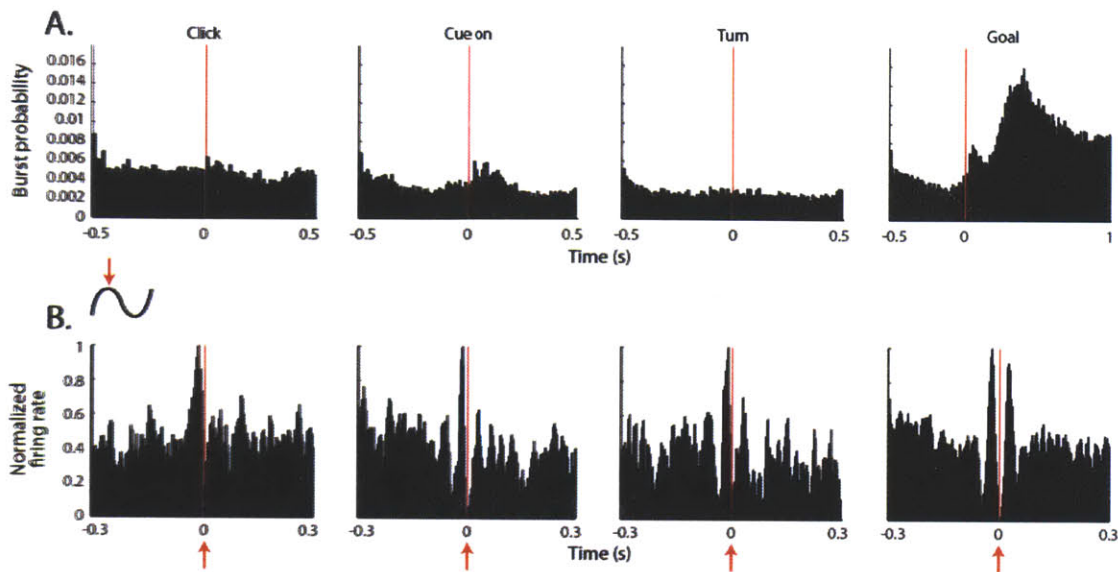 A.
Click
Cue on
Turn
Goal
Burst probability
0.016
0.014
0.012
0.01
0.008
0.006
0.004
0.002
0
-0.5 0 0.5
-0.5 0 0.5
-0.5 0 0.5
-0.5 0 1
Time (s)
B.
Normalized
firing rate
1
0.8
0.6
0.4
0.2
0
-0.3 0 0.3
-0.3 0 0.3
-0.3 0 0.3
-0.3 0 0.3
Time (s)